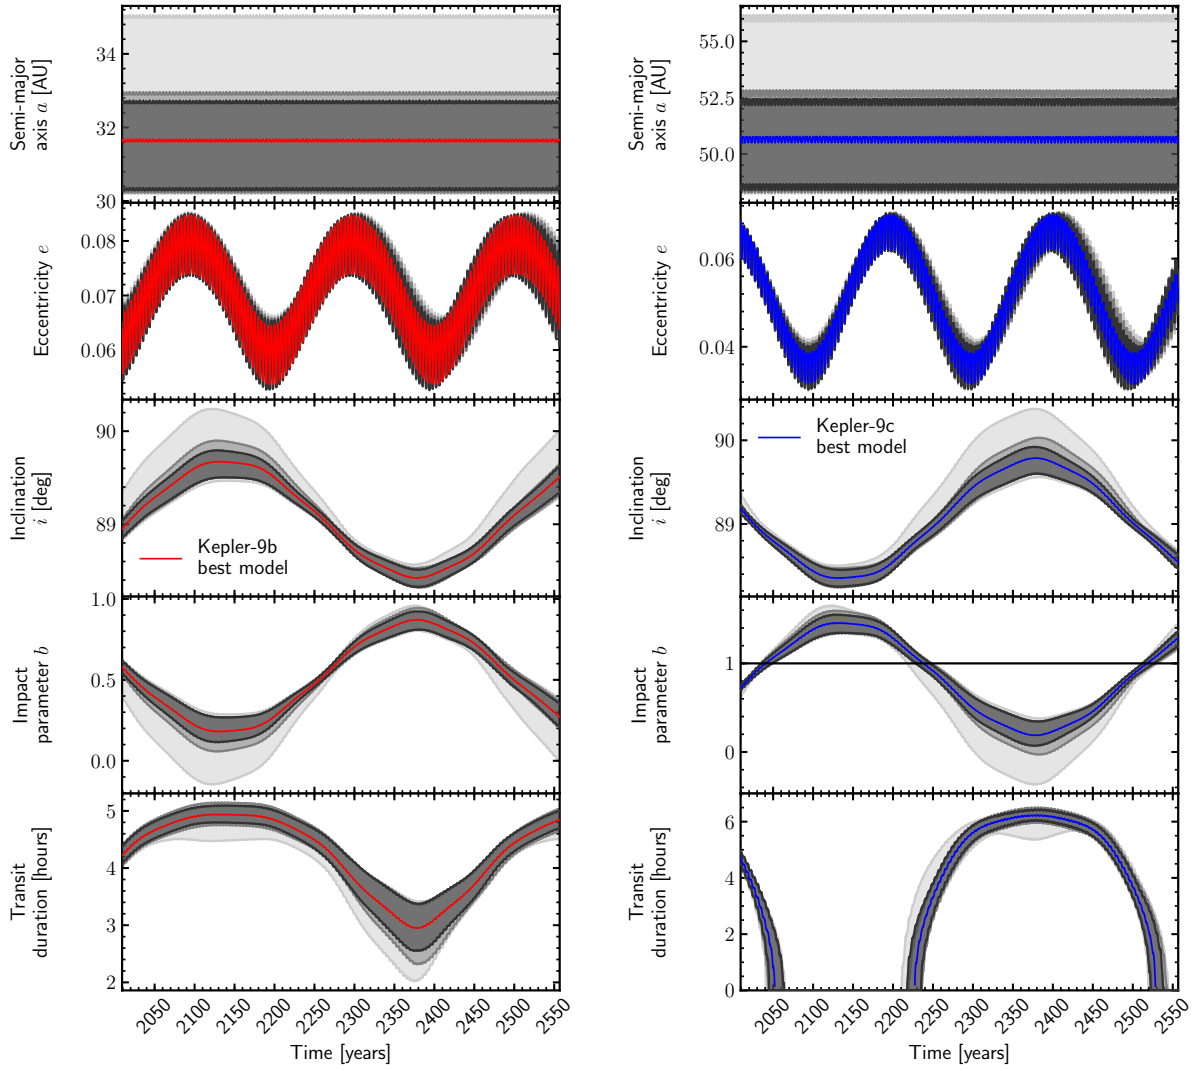 Semi-major
axis a [AU]
34
32
30
Semi-major
axis a [AU]
55.0
52.5
50.0
Eccentricity e
0.08
0.07
0.06
Eccentricity e
0.06
0.04
Inclination
i [deg]
90
89
Kepler-9b
best model
Inclination
i [deg]
90
89
Kepler-9c
best model
Impact
parameter b
1.0
0.5
0.0
Impact
parameter b
1
0
Transit
duration [hours]
5
4
3
2
Transit
duration [hours]
6
4
2
0
2050 2100 2150 2200 2250 2300 2350 2400 2450 2500 2550
Time [years]
2050 2100 2150 2200 2250 2300 2350 2400 2450 2500 2550
Time [years]